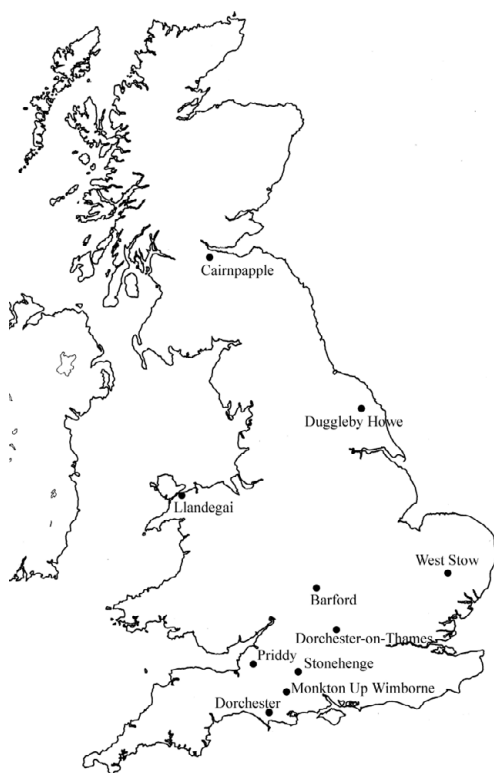 Cairnpapple
Duggleby Howe
Llandegai
West Stow
Barford
Dorchester-on-Thames
Priddy
Stonehenge
Monkton Up Wimborne
Dorchester